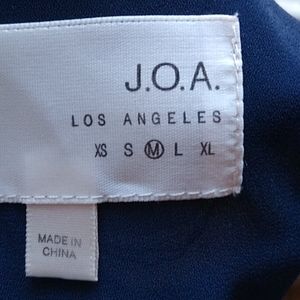 J.O.A.
LOS ANGELES
XS S M L XL
MADE IN
CHINA